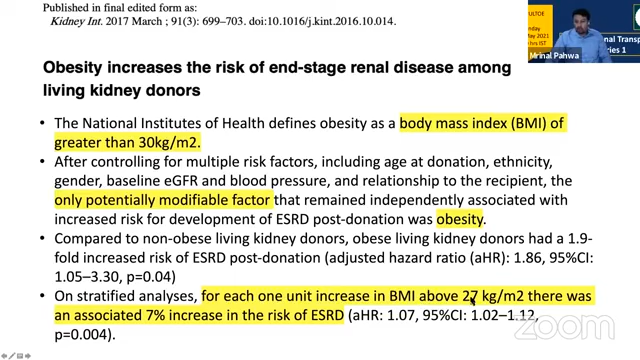 Published in final edited form as:
Kidney Int. 2017 March ; 91(3): 699–703. doi:10.1016/j.kint.2016.10.014.
Obesity increases the risk of end-stage renal disease among
living kidney donors
• The National Institutes of Health defines obesity as a body mass index (BMI) of
greater than 30kg/m2.
• After controlling for multiple risk factors, including age at donation, ethnicity,
gender, baseline eGFR and blood pressure, and relationship to the recipient, the
only potentially modifiable factor that remained independently associated with
increased risk for development of ESRD post-donation was obesity.
• Compared to non-obese living kidney donors, obese living kidney donors had a 1.9-
fold increased risk of ESRD post-donation (adjusted hazard ratio (aHR): 1.86, 95%CI:
1.05–3.30, p=0.04)
• On stratified analyses, for each one unit increase in BMI above 27 kg/m2 there was
an associated 7% increase in the risk of ESRD (aHR: 1.07, 95%CI: 1.02–1.12,
p=0.004).
zoom
Mrinal Pahwa
nal Transp
ries 1